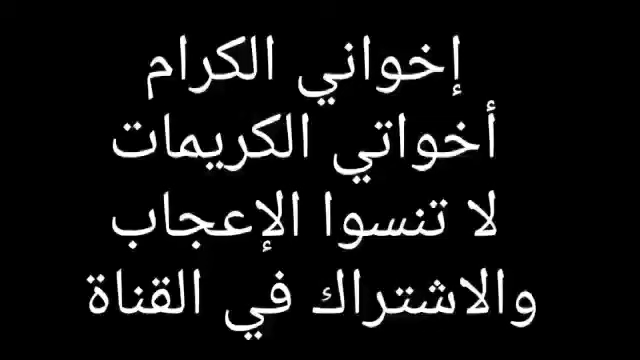 إخواني الكرام
أخواتي الكريمات
لا تنسوا الإعجاب
والاشتراك في القناة